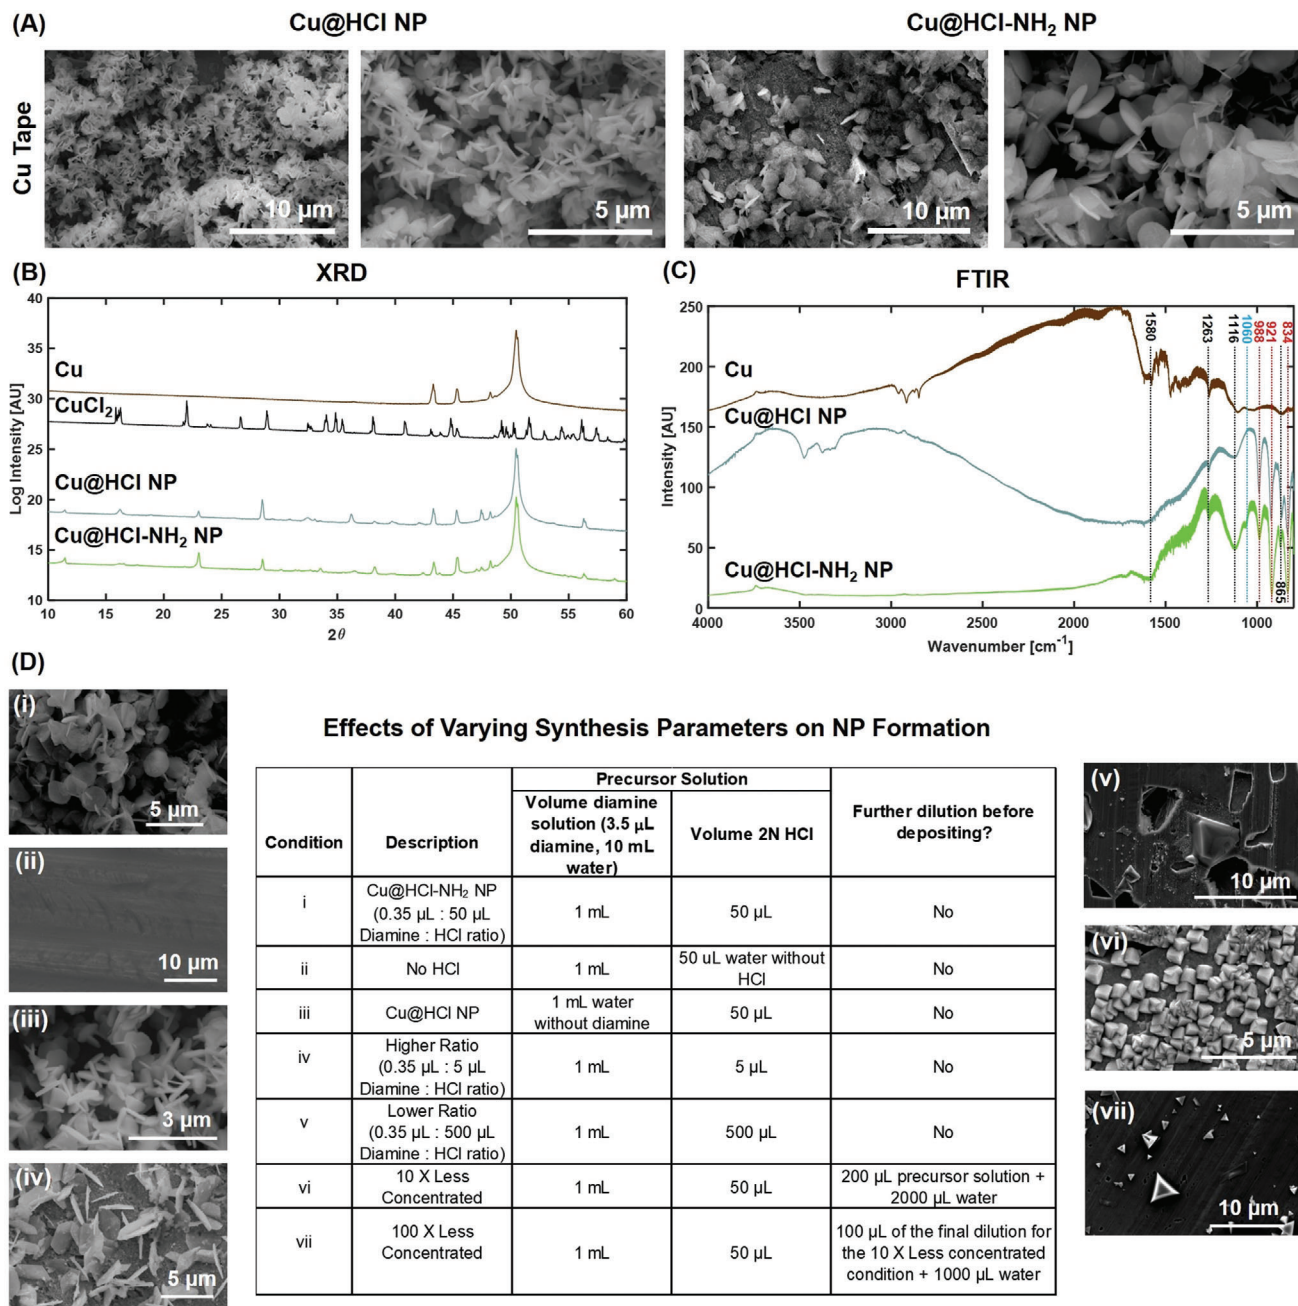 (A)
Cu@HCl NP
Cu@HCl-NH₂ NP
Cu Tape
10 µm
5 µm
10 µm
5 µm
(B)
XRD
Log Intensity [AU]
40
35
30
25
20
15
10
Cu
CuCl₂
Cu@HCl NP
Cu@HCl-NH₂ NP
10 15 20 25 30 35 40 45 50 55 60
2θ
(C)
FTIR
Intensity [AU]
250
200
150
100
50
0
Cu
Cu@HCl NP
Cu@HCl-NH₂ NP
1580
1263
1116
1060
988
921
865
834
4000 3500 3000 2500 2000 1500 1000
Wavenumber [cm⁻¹]
(D)
(i)
5 µm
(ii)
10 µm
(iii)
3 µm
(iv)
5 µm
Effects of Varying Synthesis Parameters on NP Formation
Precursor Solution
Condition
Description
Volume diamine
solution (3.5 µL
diamine, 10 mL
water)
Volume 2N HCl
Further dilution before
depositing?
i
Cu@HCl-NH₂ NP
(0.35 µL : 50 µL
Diamine : HCl ratio)
1 mL
50 µL
No
ii
No HCl
1 mL
50 uL water without
HCl
No
iii
Cu@HCl NP
1 mL water
without diamine
50 µL
No
iv
Higher Ratio
(0.35 µL : 5 µL
Diamine : HCl ratio)
1 mL
5 µL
No
v
Lower Ratio
(0.35 µL : 500 µL
Diamine : HCl ratio)
1 mL
500 µL
No
vi
10 X Less
Concentrated
1 mL
50 µL
200 µL precursor solution +
2000 µL water
vii
100 X Less
Concentrated
1 mL
50 µL
100 µL of the final dilution for
the 10 X Less concentrated
condition + 1000 µL water
(v)
10 µm
(vi)
5 µm
(vii)
10 µm